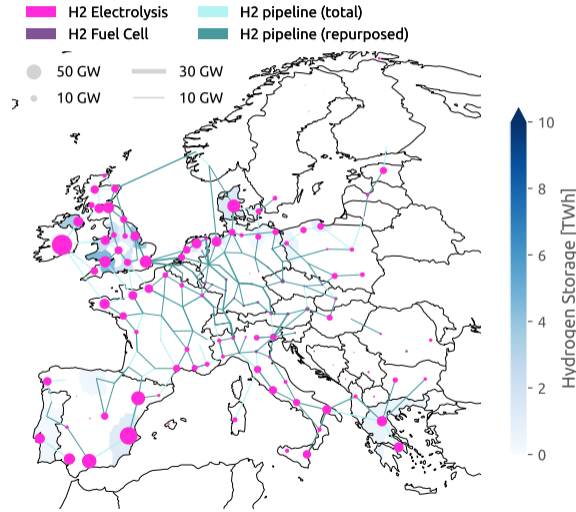 H2 Electrolysis
H2 Fuel Cell
H2 pipeline (total)
H2 pipeline (repurposed)
50 GW
10 GW
30 GW
10 GW
10
8
6
4
2
0
Hydrogen Storage [TWh]